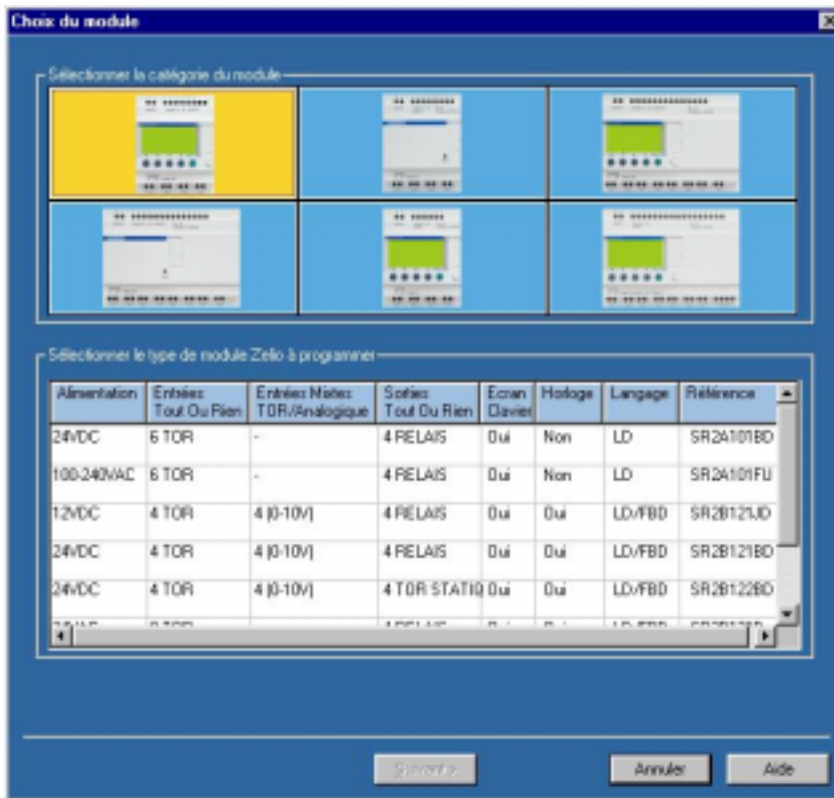 Choix du module
Sélectionner la catégorie du module
Sélectionner le type de module Zelio à programmer
Alimentation Entrées Tout Ou Rien Entrées Mixtes TOR/Analogique Sorties Tout Ou Rien Ecran Clavier Horloge Langage Référence
24VDC 6 TOR - 4 RELAIS Oui Non LD SR2A101BD
100-240VAC 6 TOR - 4 RELAIS Oui Non LD SR2A101FU
12VDC 4 TOR 4 (0-10V) 4 RELAIS Oui Oui LD/FBD SR2B121JD
24VDC 4 TOR 4 (0-10V) 4 RELAIS Oui Oui LD/FBD SR2B121BD
24VDC 4 TOR 4 (0-10V) 4 TOR STATIQ Oui Oui LD/FBD SR2B122BD
Suivant >
Annuler
Aide